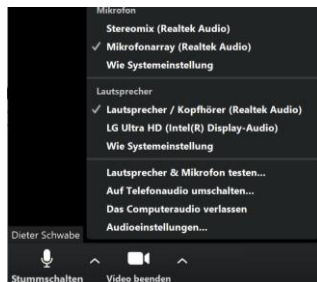 Mikrofon
Stereomix (Realtek Audio)
Mikrofonarray (Realtek Audio)
Wie Systemeinstellung
Lautsprecher
Lautsprecher / Kopfhörer (Realtek Audio)
LG Ultra HD (Intel(R) Display-Audio)
Wie Systemeinstellung
Lautsprecher & Mikrofon testen...
Auf Telefonaudio umschalten...
Das Computeraudio verlassen
Audioeinstellungen...
Dieter Schwabe
Stummschalten Video beenden